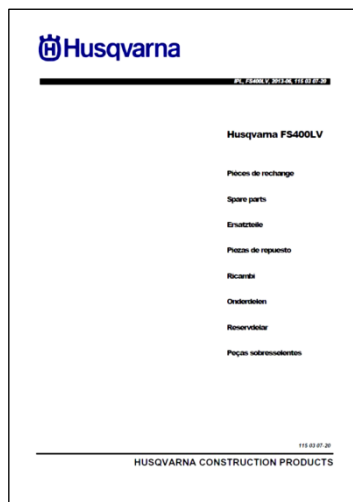 Husqvarna
IPL, FS400LV, 2013-06, 115 03 07-20
Husqvarna FS400LV
Pièces de rechange
Spare parts
Ersatzteile
Piezas de repuesto
Ricambi
Onderdelen
Reservdelar
Peças sobresselentes
115 03 07-20
HUSQVARNA CONSTRUCTION PRODUCTS